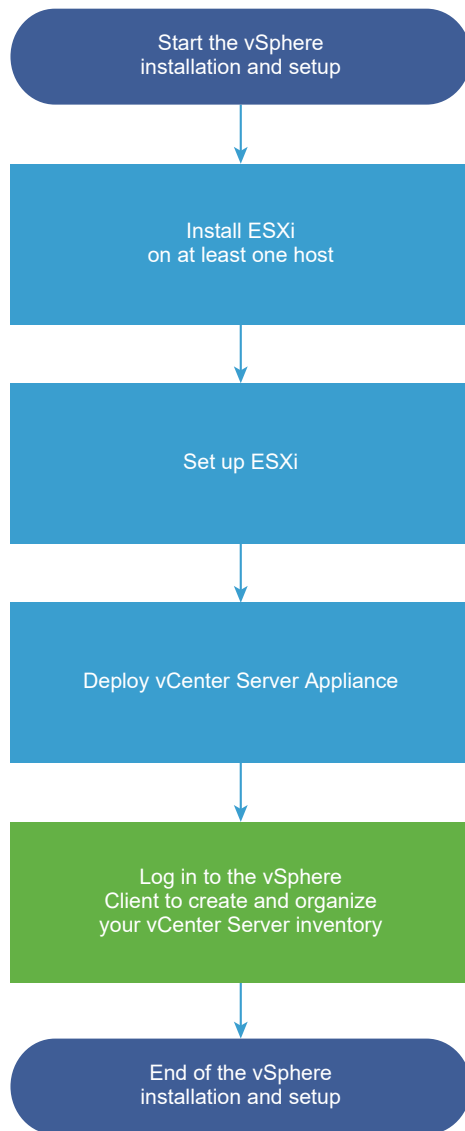 Start the vSphere
installation and setup
Install ESXi
on at least one host
Set up ESXi
Deploy vCenter Server Appliance
Log in to the vSphere
Client to create and organize
your vCenter Server inventory
End of the vSphere
installation and setup